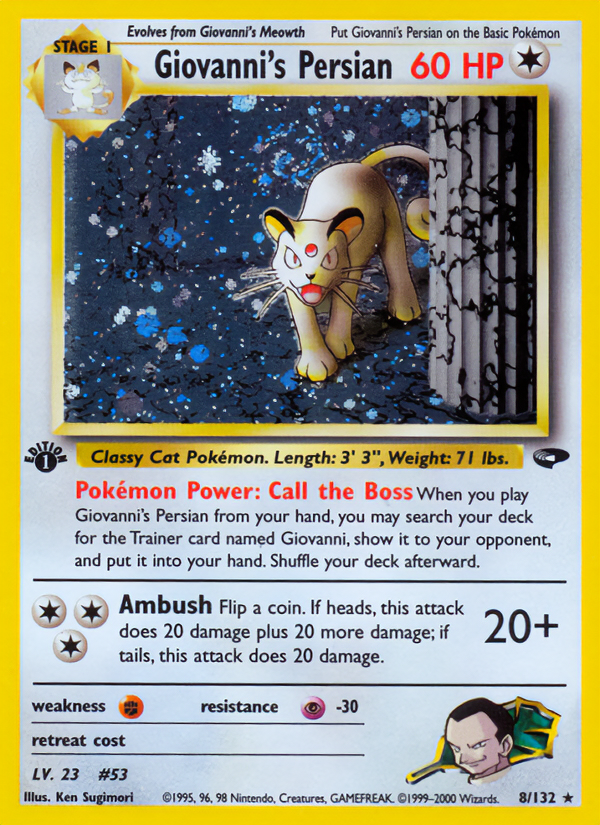 Evolves from Giovanni's Meowth Put Giovanni's Persian on the Basic Pokémon
STAGE 1
Giovanni's Persian 60 HP
EDITION
1
Classy Cat Pokémon. Length: 3' 3", Weight: 71 lbs.
Pokémon Power: Call the Boss When you play
Giovanni's Persian from your hand, you may search your deck
for the Trainer card named Giovanni, show it to your opponent,
and put it into your hand. Shuffle your deck afterward.
Ambush Flip a coin. If heads, this attack
does 20 damage plus 20 more damage; if
tails, this attack does 20 damage.
20+
weakness resistance -30
retreat cost
LV. 23 #53
Illus. Ken Sugimori ©1995, 96, 98 Nintendo, Creatures, GAMEFREAK. ©1999-2000 Wizards. 8/132 ★